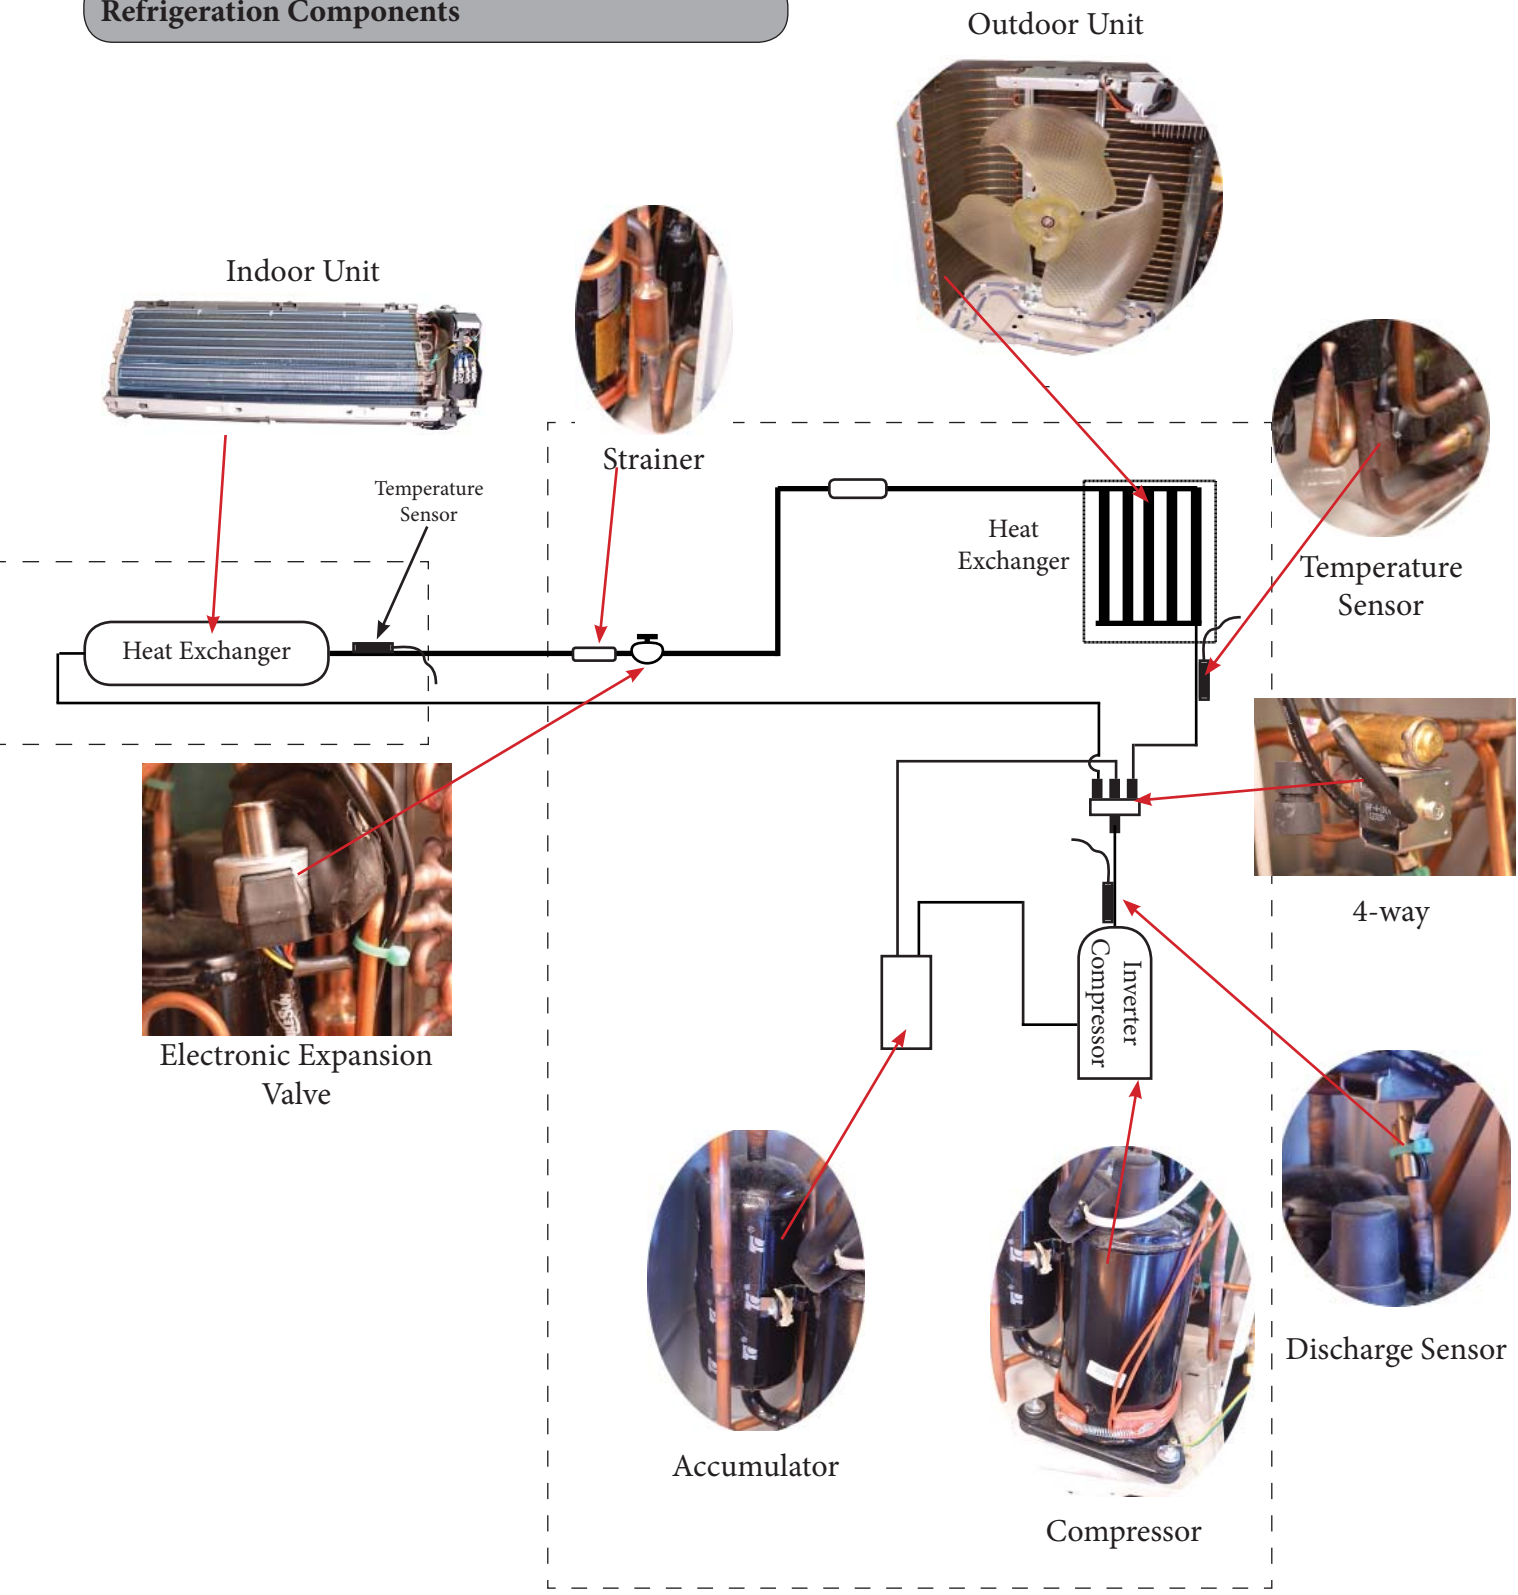 Refrigeration Components
Outdoor Unit
Indoor Unit
Strainer
Temperature
Sensor
Heat
Exchanger
Temperature
Sensor
Heat Exchanger
4-way
Inverter
Compressor
Electronic Expansion
Valve
Discharge Sensor
Accumulator
Compressor